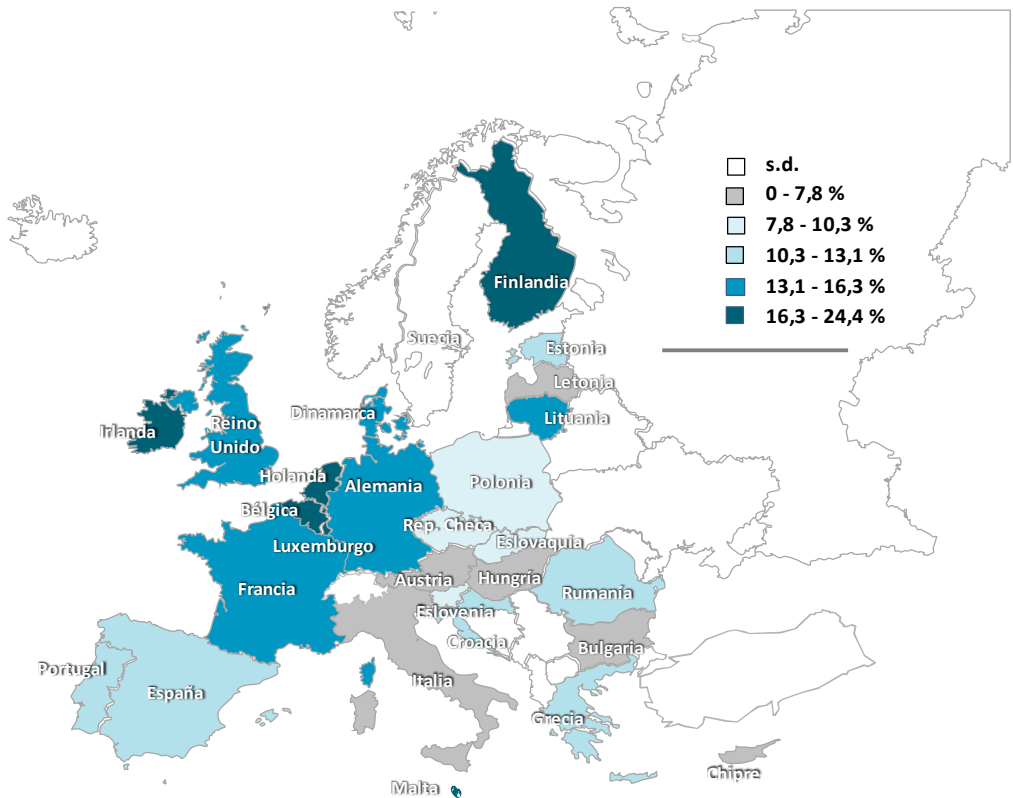 s.d.
0 - 7,8 %
7,8 - 10,3 %
10,3 - 13,1 %
13,1 - 16,3 %
16,3 - 24,4 %
Finlandia
Suecia
Estonia
Letonia
Lituania
Dinamarca
Irlanda
Reino
Unido
Holanda
Alemania
Polonia
Bélgica
Rep. Checa
Eslovaquia
Luxemburgo
Austria
Hungría
Francia
Rumanía
Eslovenia
Croacia
Bulgaria
Portugal
España
Italia
Grecia
Chipre
Malta